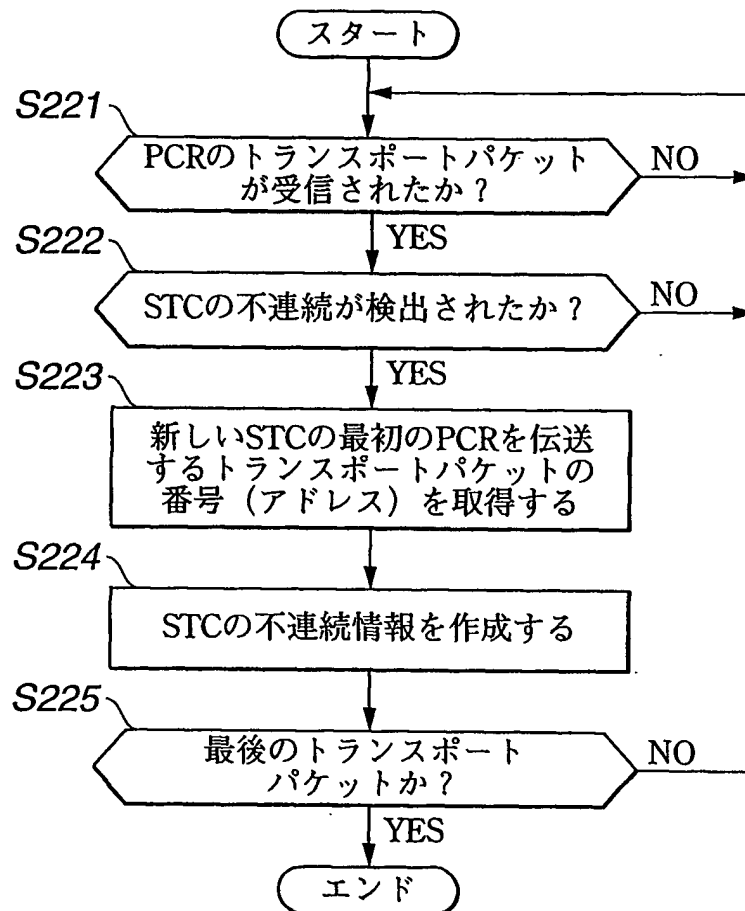 スタート
S221
PCRのトランスポートパケット
が受信されたか？
NO
YES
S222
STCの不連続が検出されたか？
NO
YES
S223
新しいSTCの最初のPCRを伝送
するトランスポートパケットの
番号（アドレス）を取得する
S224
STCの不連続情報を作成する
S225
最後のトランスポート
パケットか？
NO
YES
エンド